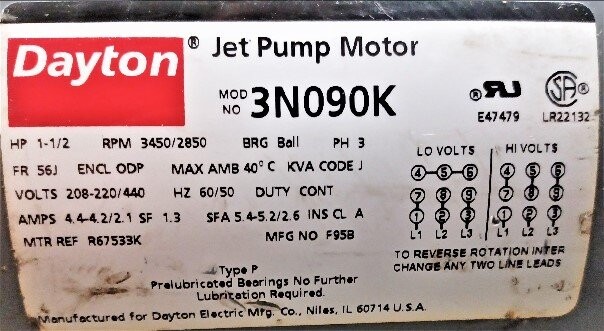 Dayton ® Jet Pump Motor
MOD NO 3N090K
E47479 LR22132
HP 1-1/2 RPM 3450/2850 BRG Ball PH 3
FR 56J ENCL ODP MAX AMB 40°C KVA CODE J
VOLTS 208-220/440 HZ 60/50 DUTY CONT
AMPS 4.4-4.2/2.1 SF 1.3 SFA 5.4-5.2/2.6 INS CL A
MTR REF R67533K MFG NO F95B
LO VOLTS HI VOLTS
4 5 6 4 5 6
7 8 9 7 8 9
1 2 3 1 2 3
L1 L2 L3 L1 L2 L3
TO REVERSE ROTATION INTER
CHANGE ANY TWO LINE LEADS
Type P
Prelubricated Bearings No Further
Lubrication Required.
Manufactured for Dayton Electric Mfg. Co., Niles, IL 60714 U.S.A.